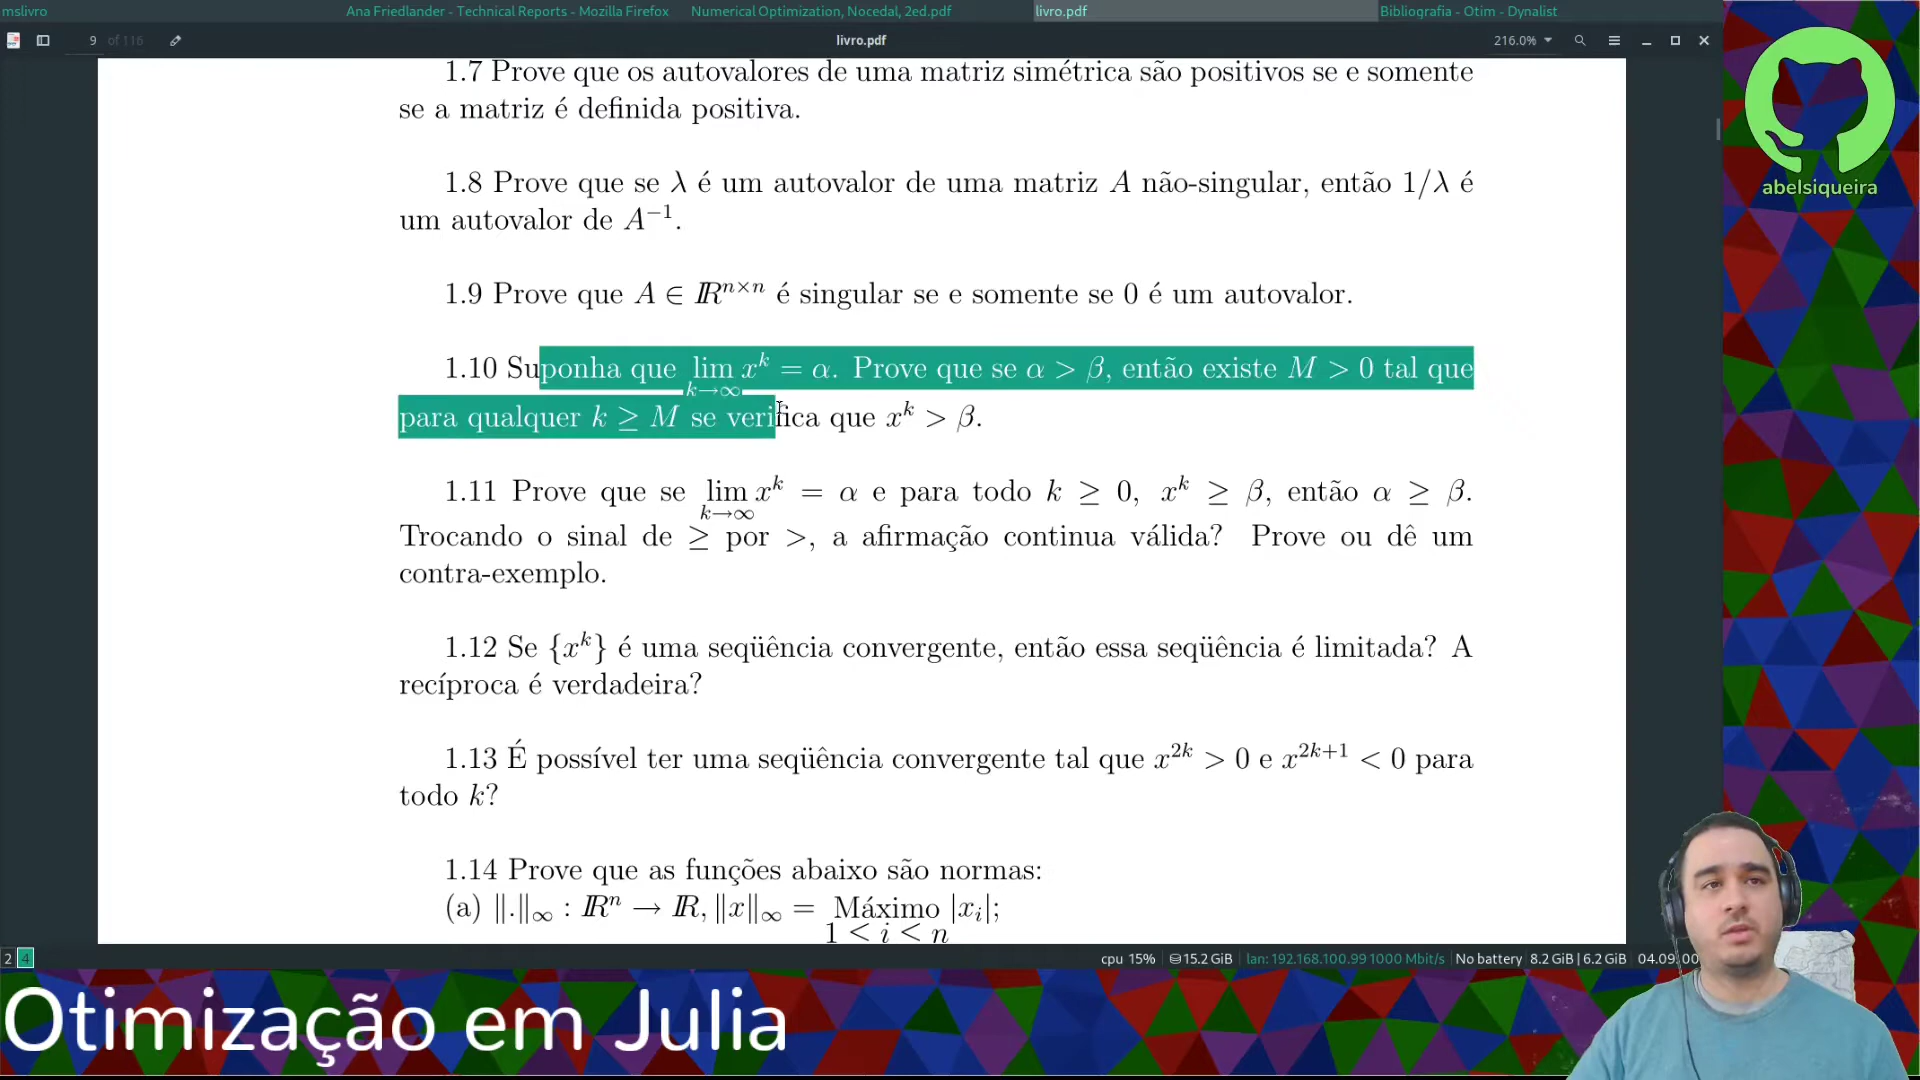 mslivro
Ana Friedlander - Technical Reports - Mozilla Firefox
Numerical Optimization, Nocedal, 2ed.pdf
livro.pdf
Bibliografia - Otim - Dynalist
9 of 116
livro.pdf
216.0%
1.7 Prove que os autovalores de uma matriz simétrica são positivos se e somente
se a matriz é definida positiva.
1.8 Prove que se λ é um autovalor de uma matriz A não-singular, então 1/λ é
um autovalor de A⁻¹.
1.9 Prove que A ∈ ℝⁿˣⁿ é singular se e somente se 0 é um autovalor.
1.10 Suponha que lim xᵏ = α. Prove que se α > β, então existe M > 0 tal que
k→∞
para qualquer k ≥ M se verifica que xᵏ > β.
1.11 Prove que se lim xᵏ = α e para todo k ≥ 0, xᵏ ≥ β, então α ≥ β.
k→∞
Trocando o sinal de ≥ por >, a afirmação continua válida? Prove ou dê um
contra-exemplo.
1.12 Se {xᵏ} é uma seqüência convergente, então essa seqüência é limitada? A
recíproca é verdadeira?
1.13 É possível ter uma seqüência convergente tal que x²ᵏ > 0 e x²ᵏ⁺¹ < 0 para
todo k?
1.14 Prove que as funções abaixo são normas:
(a) ‖.‖∞ : ℝⁿ → ℝ, ‖x‖∞ = Máximo |xᵢ|;
1 < i < n
2 4
cpu 15% 15.2 GiB lan: 192.168.100.99 1000 Mbit/s No battery 8.2 GiB | 6.2 GiB 04.09.00
abelsiqueira
Otimização em Julia